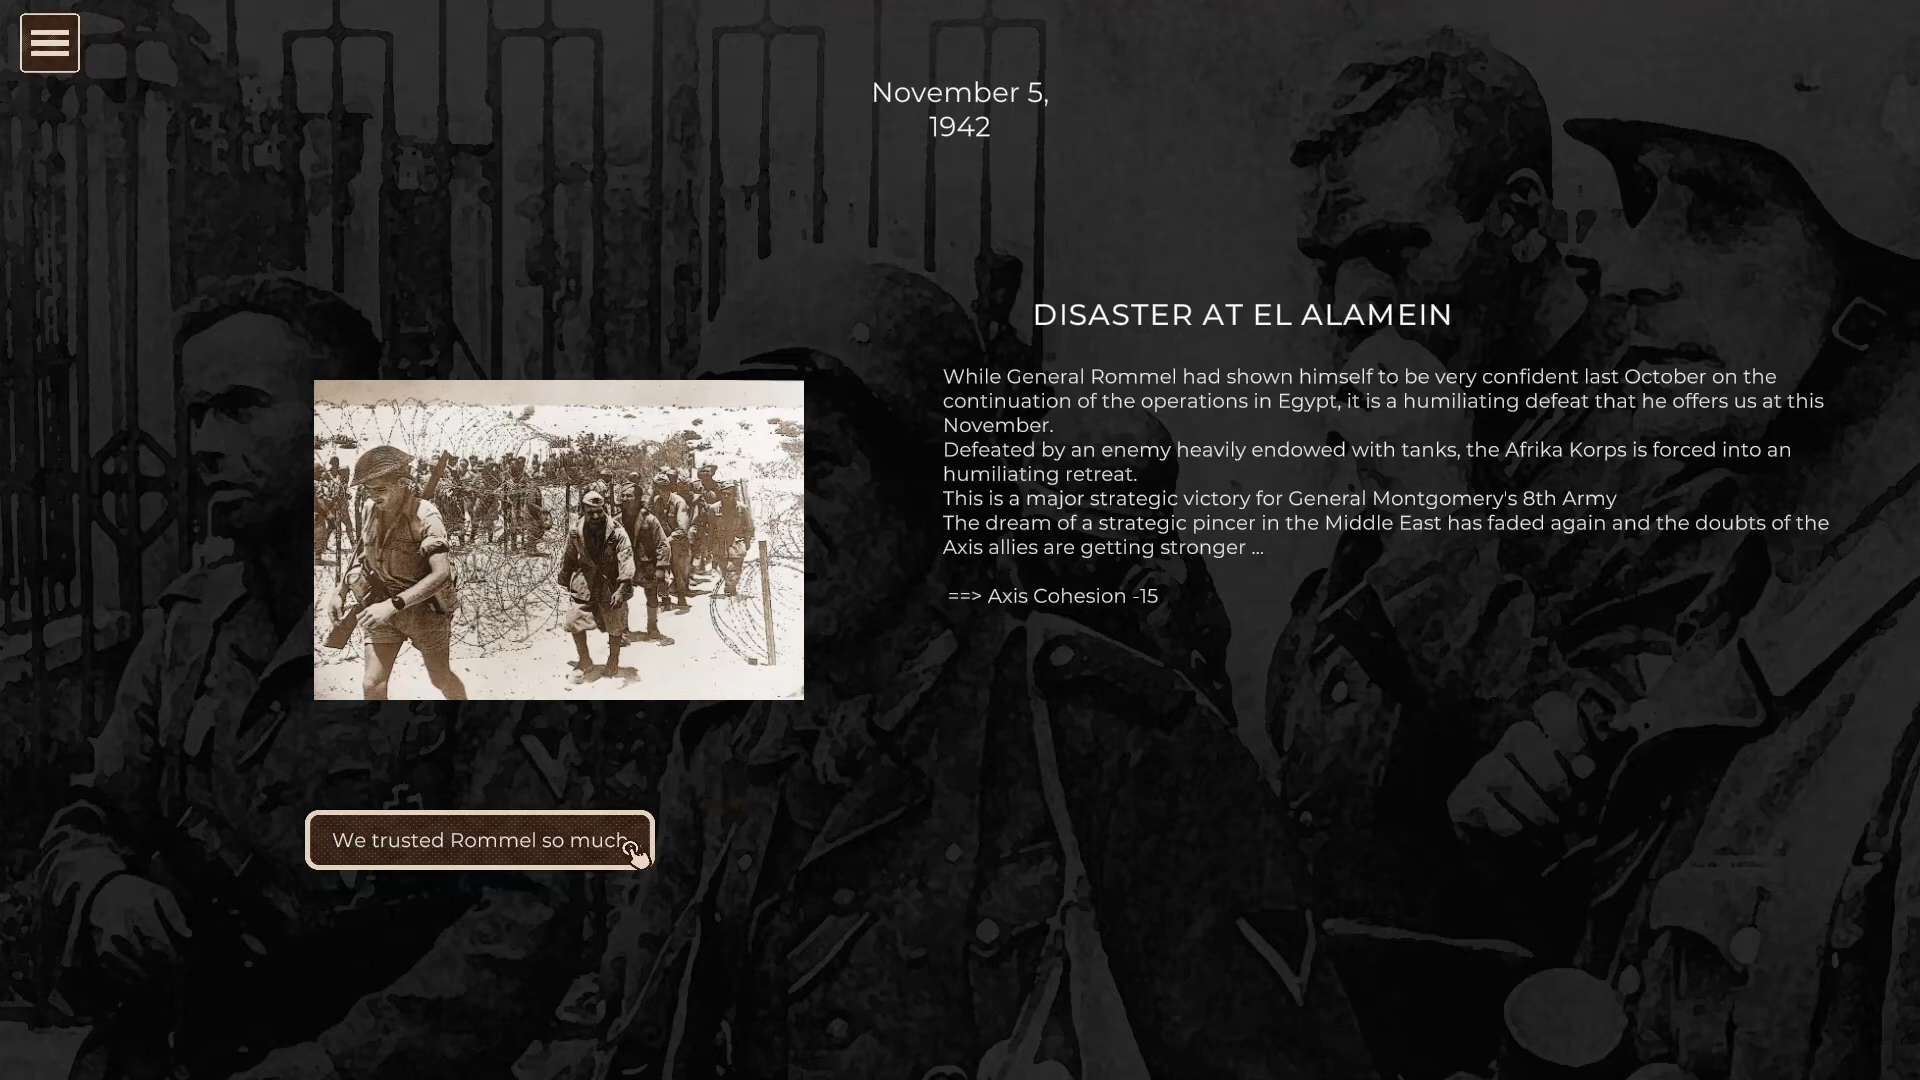 November 5,
1942
DISASTER AT EL ALAMEIN
While General Rommel had shown himself to be very confident last October on the
continuation of the operations in Egypt, it is a humiliating defeat that he offers us at this
November.
Defeated by an enemy heavily endowed with tanks, the Afrika Korps is forced into an
humiliating retreat.
This is a major strategic victory for General Montgomery's 8th Army
The dream of a strategic pincer in the Middle East has faded again and the doubts of the
Axis allies are getting stronger ...
==> Axis Cohesion -15
We trusted Rommel so much